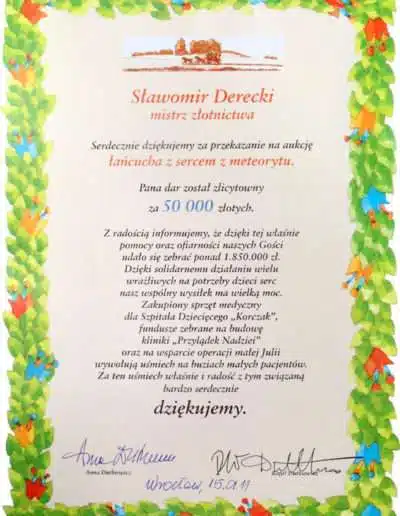 Sławomir Derecki
mistrz złotnictwa
Serdecznie dziękujemy za przekazanie na aukcję
łańcucha z sercem z meteorytu.
Pana dar został zlicytowny
za 50 000 złotych.
Z radością informujemy, że dzięki tej właśnie
pomocy oraz ofiarności naszych Gości
udało się zebrać ponad 1.850.000 zł.
Dzięki solidarnemu działaniu wielu
wrażliwych na potrzeby dzieci serc
nasz wspólny wysiłek ma wielką moc.
Zakupiony sprzęt medyczny
dla Szpitala Dziecięcego „Korczak",
fundusze zebrane na budowę
kliniki „Przylądek Nadziei"
oraz na wsparcie operacji małej Julii
wywołują uśmiech na buziach małych pacjentów.
Za ten uśmiech właśnie i radość z tym związaną
bardzo serdecznie
dziękujemy.
Anna
Wrocław, 15.01.11